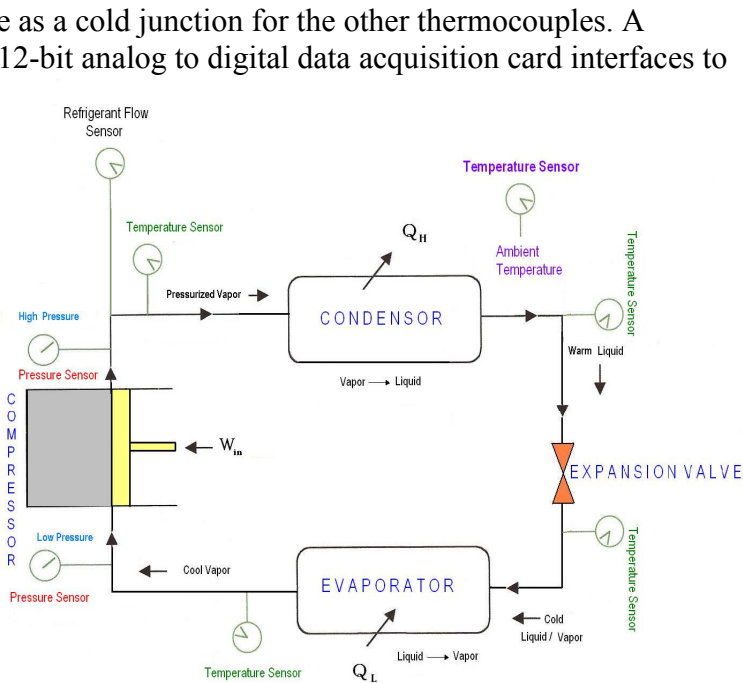 e as a cold junction for the other thermocouples. A
12-bit analog to digital data acquisition card interfaces to
Refrigerant Flow
Sensor
Temperature Sensor
Temperature Sensor
Q H
Ambient
Temperature
Temperature Sensor
Pressurized Vapor
High Pressure
CONDENSOR
Warm Liquid
Pressure Sensor
Vapor → Liquid
COMPRESSOR
W in
EXPANSION VALVE
Low Pressure
Cool Vapor
Temperature Sensor
EVAPORATOR
Pressure Sensor
Cold
Liquid / Vapor
Liquid → Vapor
Temperature Sensor
Q L